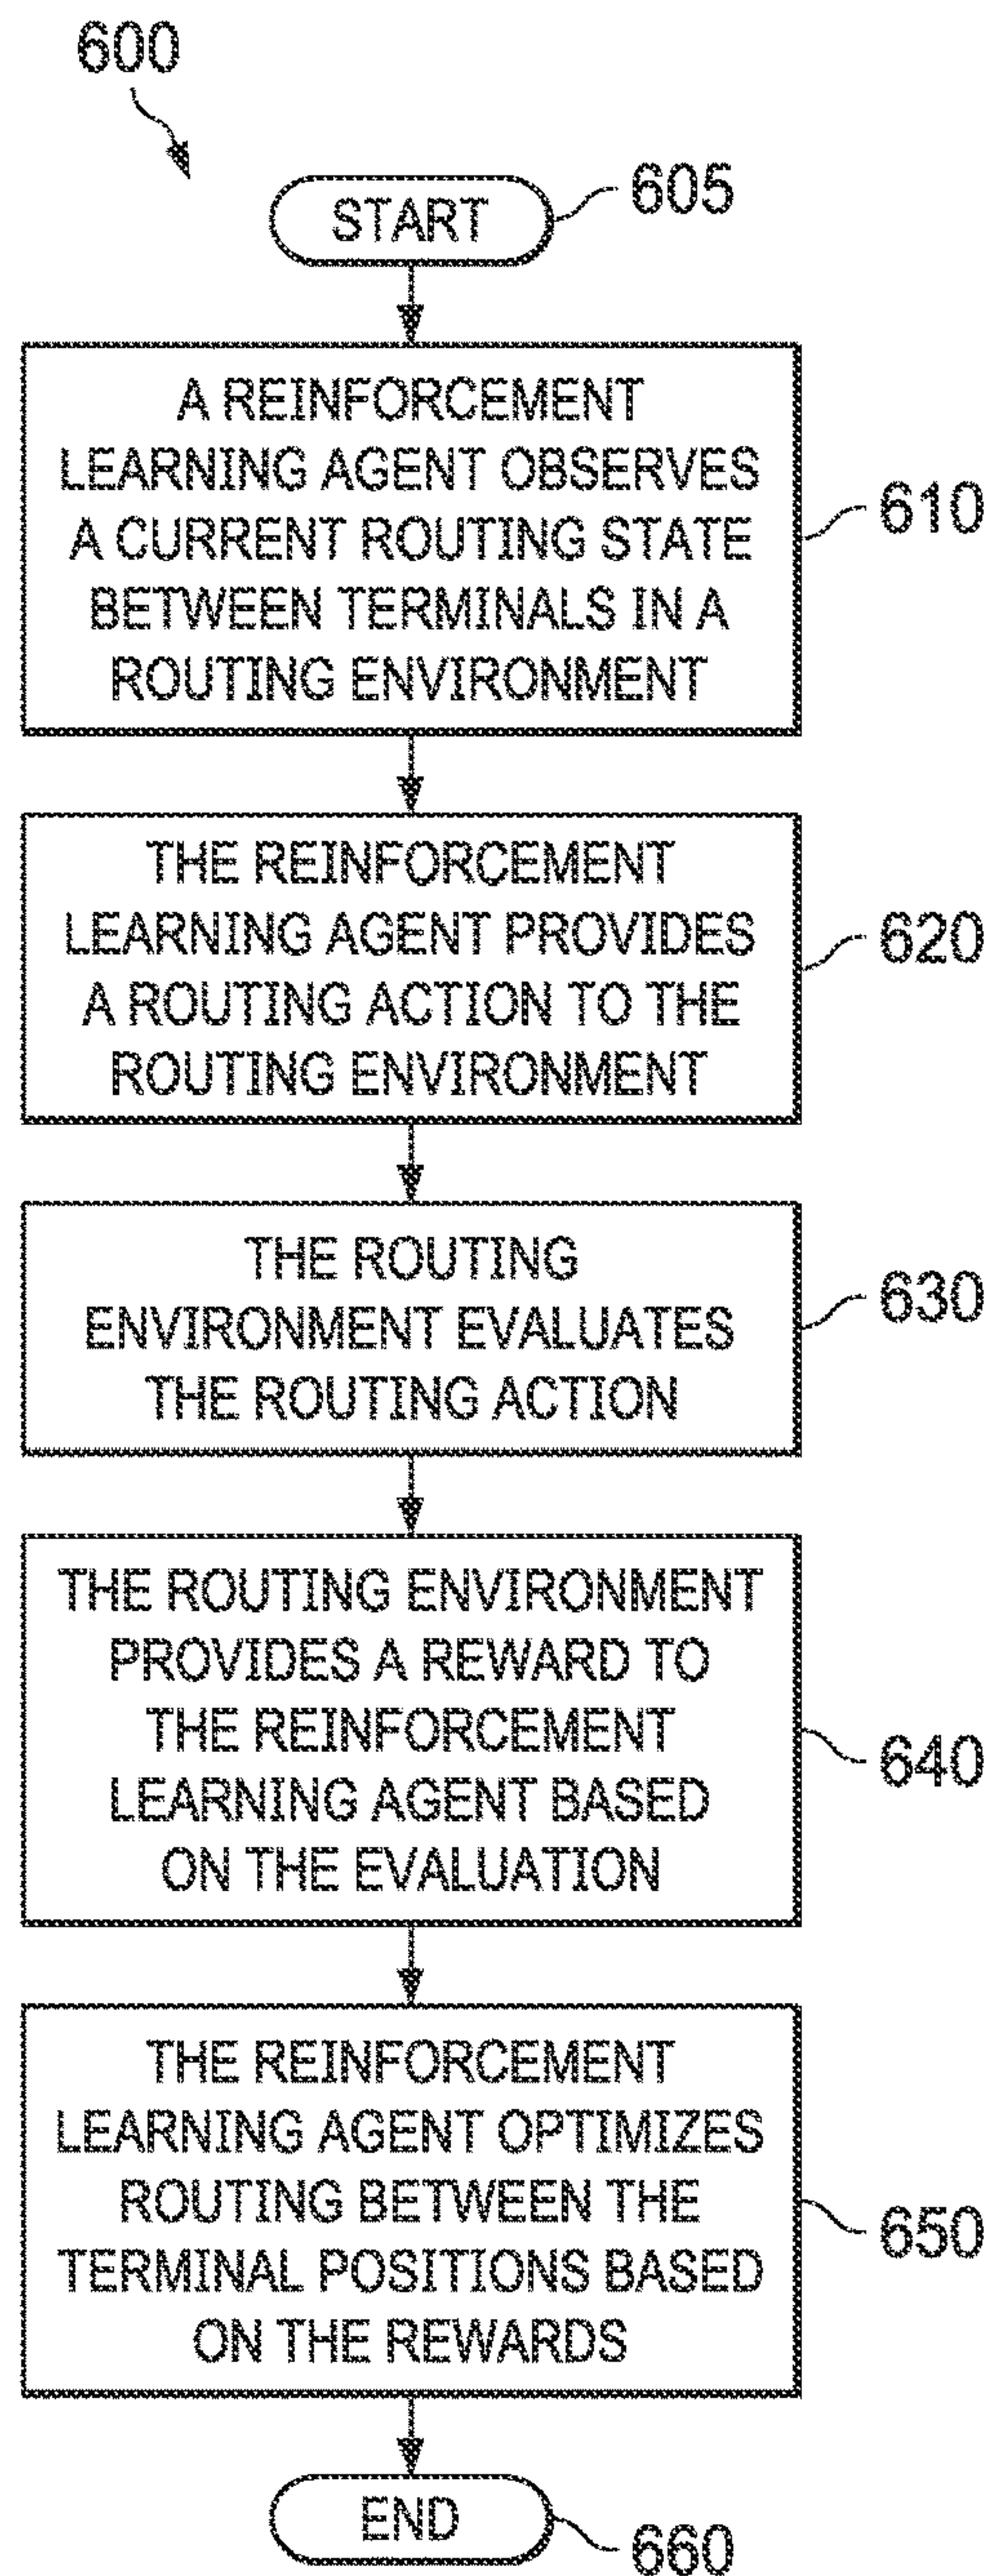 600
START
605
A REINFORCEMENT
LEARNING AGENT OBSERVES
A CURRENT ROUTING STATE
BETWEEN TERMINALS IN A
ROUTING ENVIRONMENT
610
THE REINFORCEMENT
LEARNING AGENT PROVIDES
A ROUTING ACTION TO THE
ROUTING ENVIRONMENT
620
THE ROUTING
ENVIRONMENT EVALUATES
THE ROUTING ACTION
630
THE ROUTING ENVIRONMENT
PROVIDES A REWARD TO
THE REINFORCEMENT
LEARNING AGENT BASED
ON THE EVALUATION
640
THE REINFORCEMENT
LEARNING AGENT OPTIMIZES
ROUTING BETWEEN THE
TERMINAL POSITIONS BASED
ON THE REWARDS
650
END
660